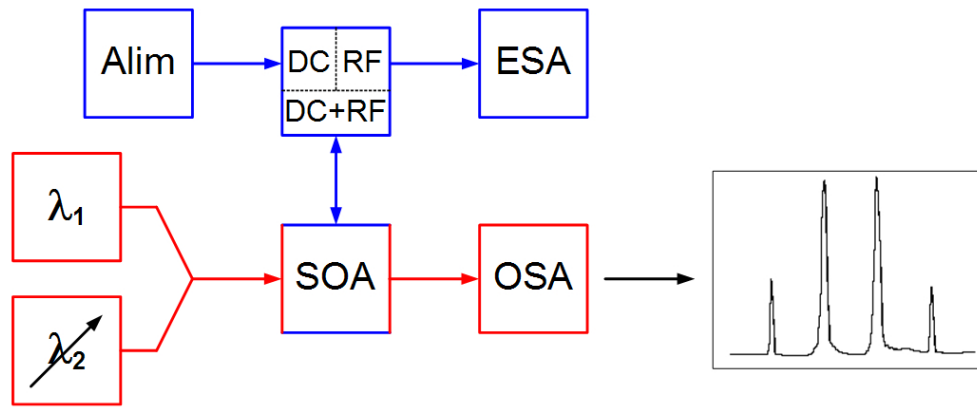 Alim
DC RF
DC+RF
ESA
λ1
SOA
OSA
λ2